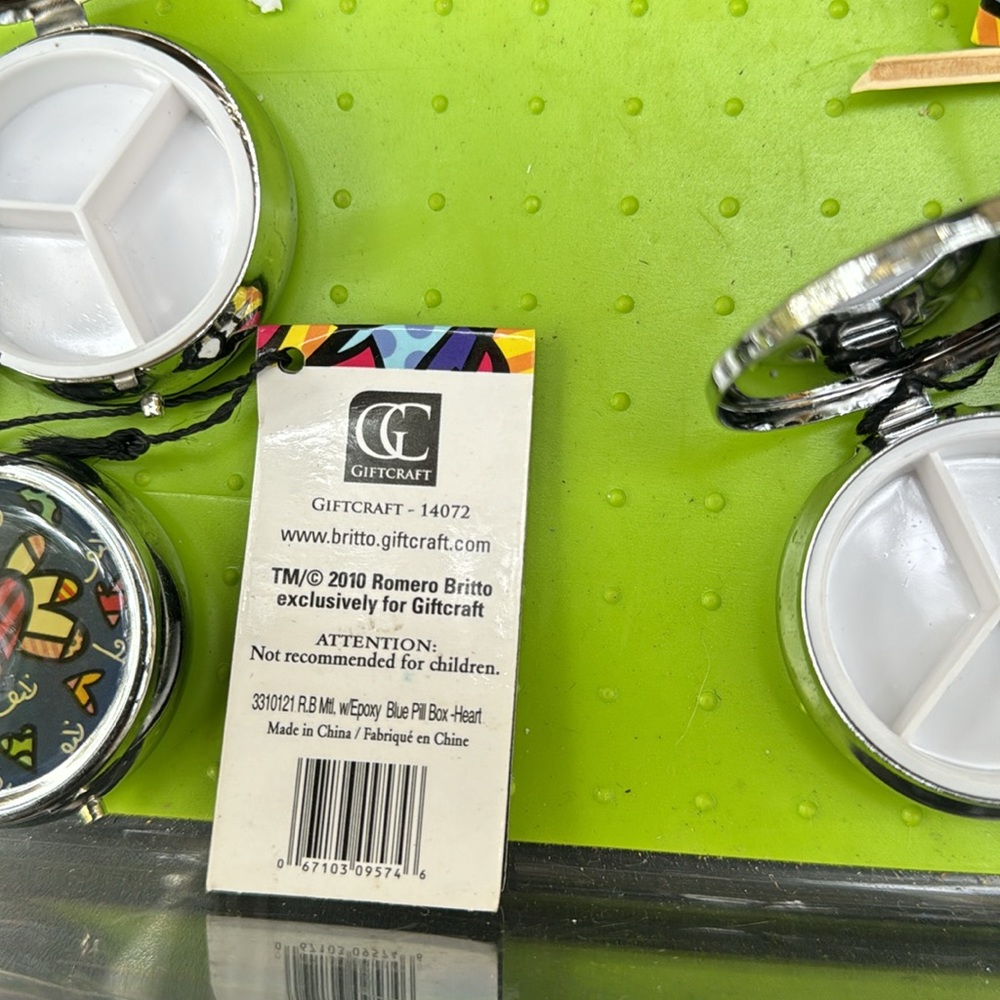 GC
GIFTCRAFT
GIFTCRAFT - 14072
www.britto.giftcraft.com
TM/© 2010 Romero Britto
exclusively for Giftcraft
ATTENTION:
Not recommended for children.
3310121 R.B Mtl. w/Epoxy Blue Pill Box -Heart
Made in China / Fabriqué en Chine
0 67103 09574 6